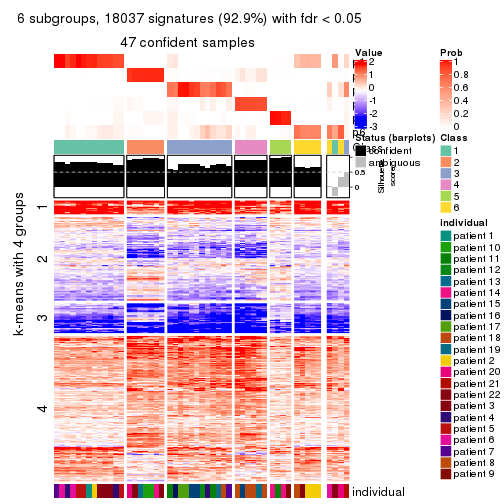 6 subgroups, 18037 signatures (92.9%) with fdr < 0.05
47 confident samples
k-means with 4 groups
1
2
3
4
Value
2
1
0
-1
-2
-3
Status (barplots)
confident
ambiguous
Silhouette
score
0.5
0
Prob
1
0.8
0.6
0.4
0.2
0
Class
1
2
3
4
5
6
individual
patient 1
patient 10
patient 11
patient 12
patient 13
patient 14
patient 15
patient 16
patient 17
patient 18
patient 19
patient 2
patient 20
patient 21
patient 22
patient 3
patient 4
patient 5
patient 6
patient 7
patient 8
patient 9
individual